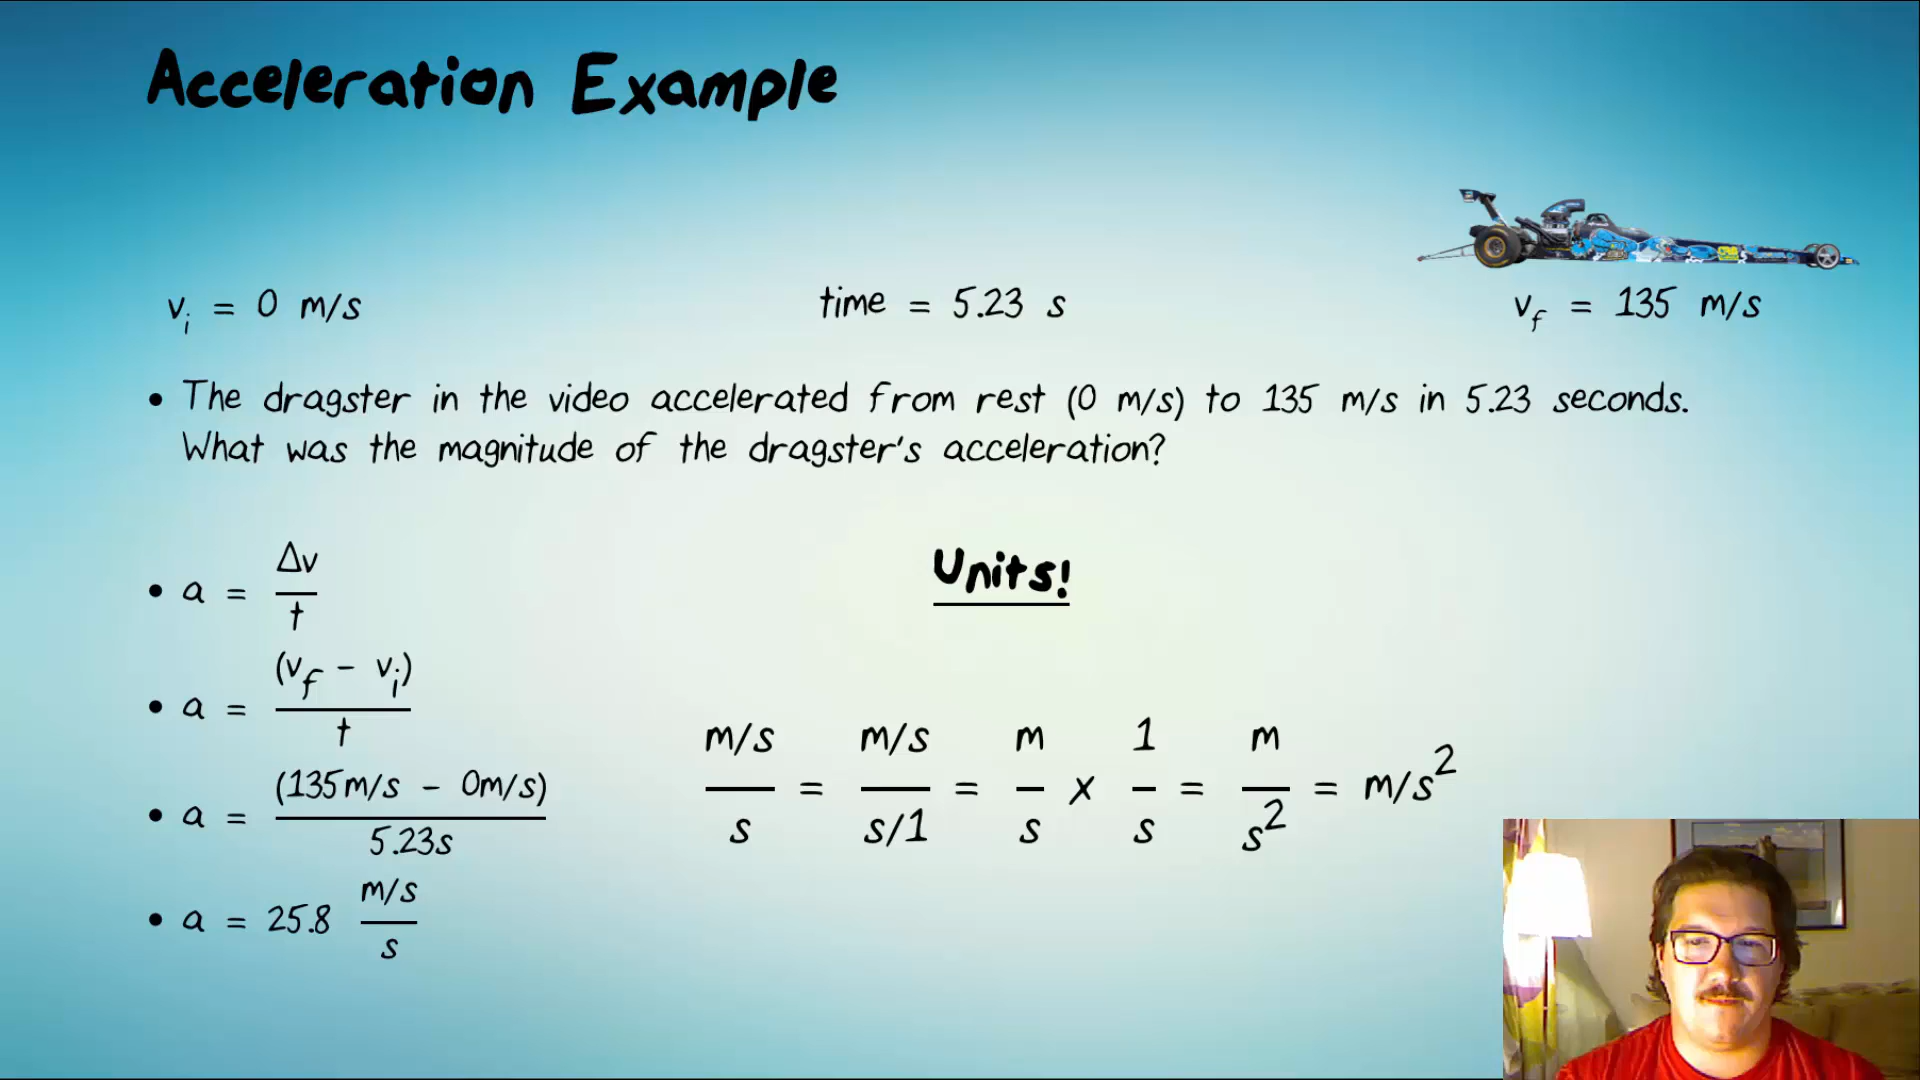 Acceleration Example
vᵢ = 0 m/s
time = 5.23 s
v_f = 135 m/s
• The dragster in the video accelerated from rest (0 m/s) to 135 m/s in 5.23 seconds.
What was the magnitude of the dragster's acceleration?
• a = Δv / t
• a = (v_f - vᵢ) / t
• a = (135m/s - 0m/s) / 5.23s
• a = 25.8 m/s / s
Units!
m/s / s = m/s / s/1 = m / s x 1 / s = m / s² = m/s²